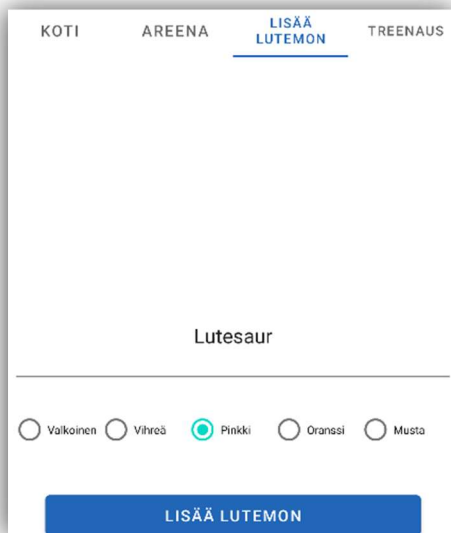 KOTI AREENA LISÄÄ LUTEMON TREENAUS
Lutesaur
Valkoinen Vihreä Pinkki Oranssi Musta
LISÄÄ LUTEMON